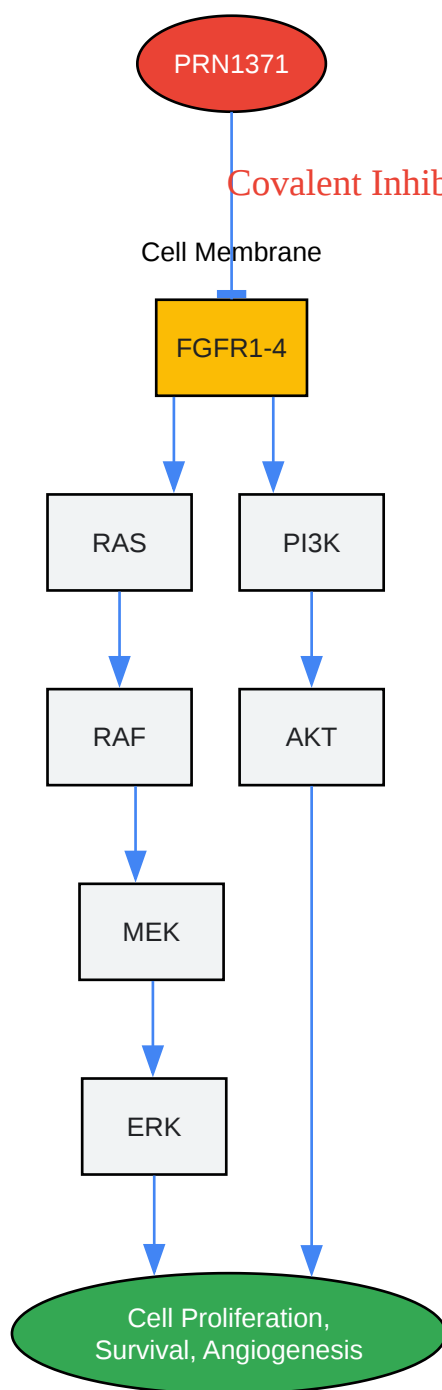 PRN1371
Covalent Inhib
Cell Membrane
FGFR1-4
RAS
PI3K
RAF
AKT
MEK
ERK
Cell Proliferation,
Survival, Angiogenesis